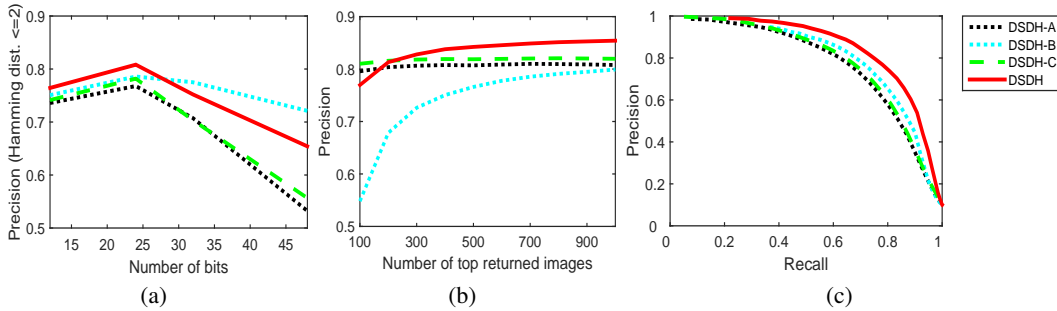 Precision (Hamming dist. <=2)
0.9
0.8
0.7
0.6
0.5
15 20 25 30 35 40 45
Number of bits
(a)
Precision
0.9
0.8
0.7
0.6
0.5
100 300 500 700 900
Number of top returned images
(b)
Precision
1
0.8
0.6
0.4
0.2
0
0 0.2 0.4 0.6 0.8 1
Recall
(c)
DSDH-A
DSDH-B
DSDH-C
DSDH